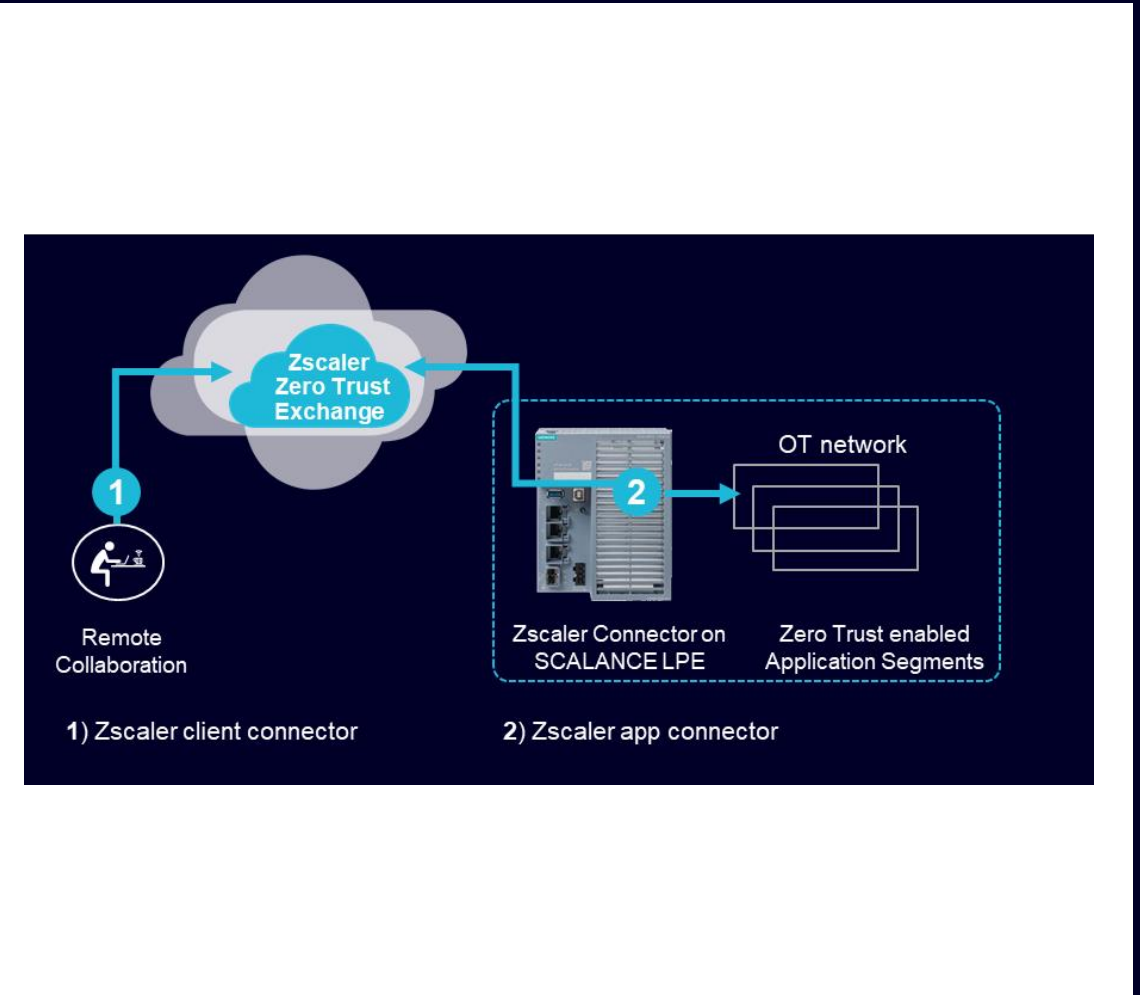 Zscaler
Zero Trust
Exchange
1
2
OT network
Remote
Collaboration
Zscaler Connector on
SCALANCE LPE
Zero Trust enabled
Application Segments
1) Zscaler client connector
2) Zscaler app connector